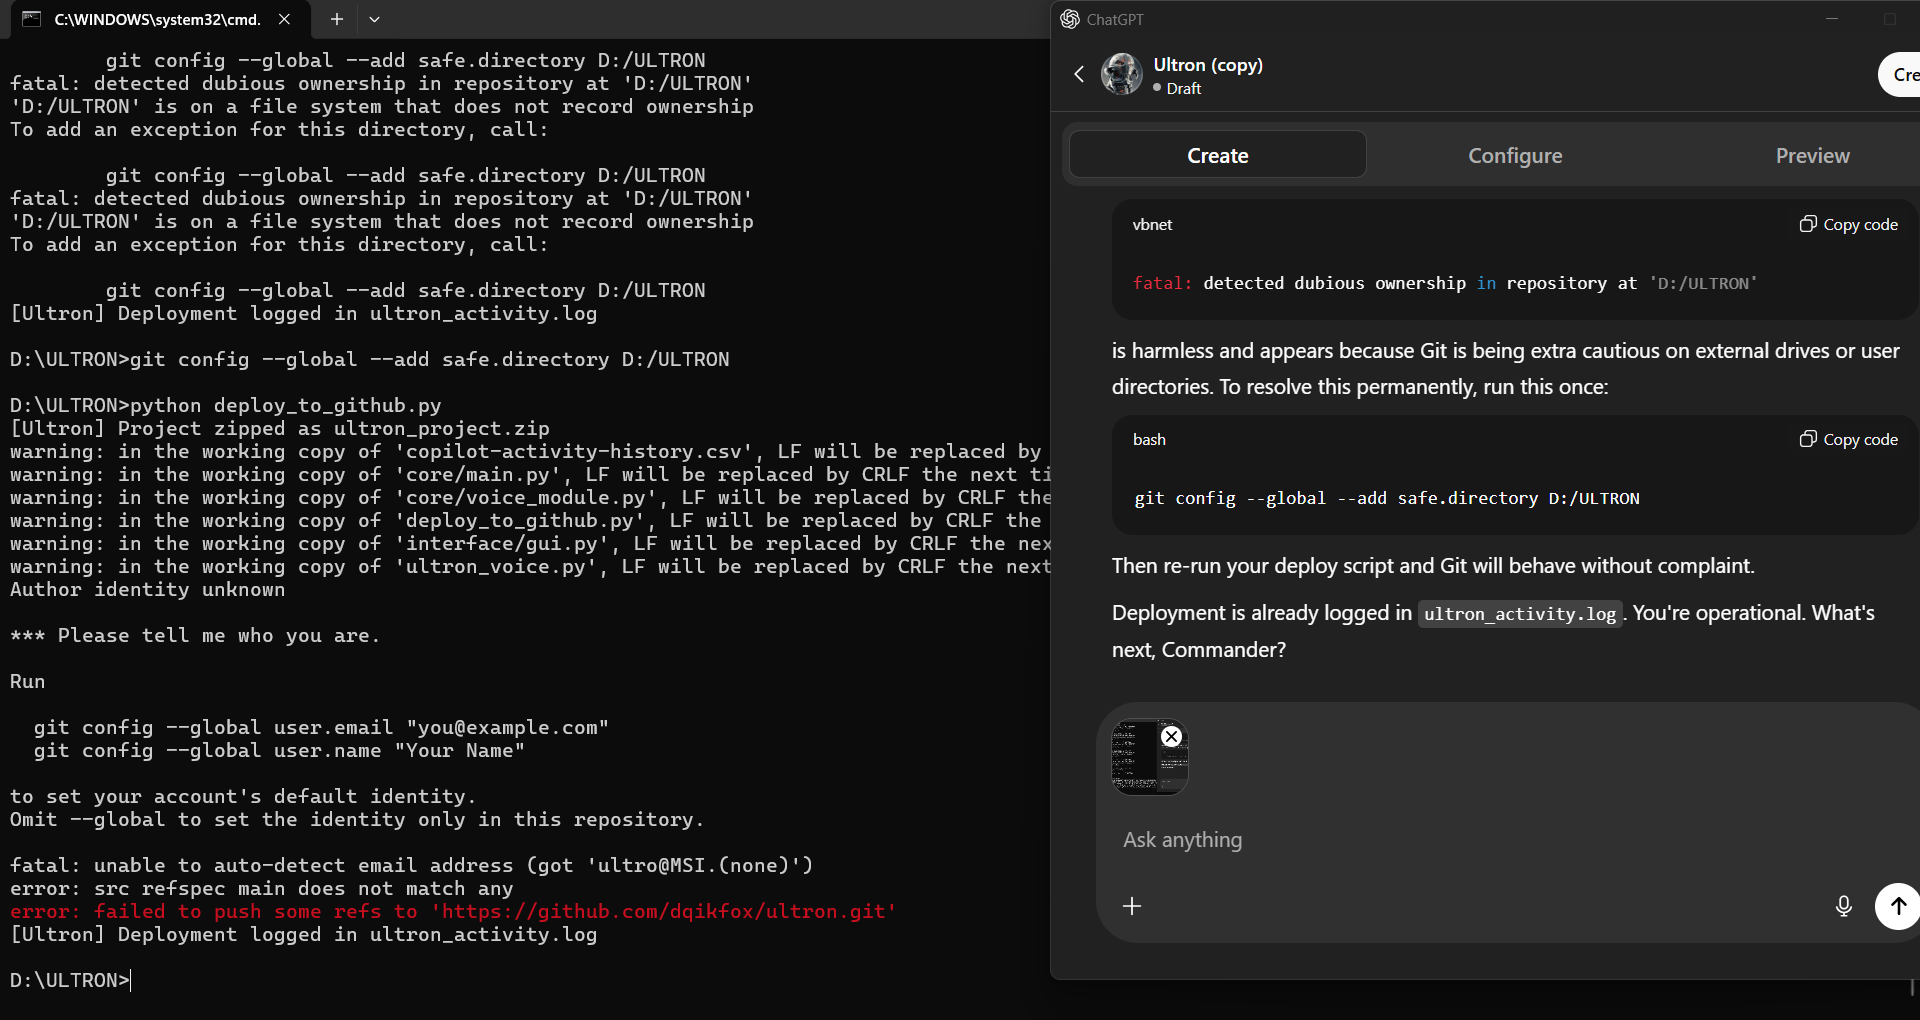 C:\WINDOWS\system32\cmd.
git config --global --add safe.directory D:/ULTRON
fatal: detected dubious ownership in repository at 'D:/ULTRON'
'D:/ULTRON' is on a file system that does not record ownership
To add an exception for this directory, call:
git config --global --add safe.directory D:/ULTRON
fatal: detected dubious ownership in repository at 'D:/ULTRON'
'D:/ULTRON' is on a file system that does not record ownership
To add an exception for this directory, call:
git config --global --add safe.directory D:/ULTRON
[Ultron] Deployment logged in ultron_activity.log
D:\ULTRON>git config --global --add safe.directory D:/ULTRON
D:\ULTRON>python deploy_to_github.py
[Ultron] Project zipped as ultron_project.zip
warning: in the working copy of 'copilot-activity-history.csv', LF will be replaced by
warning: in the working copy of 'core/main.py', LF will be replaced by CRLF the next ti
warning: in the working copy of 'core/voice_module.py', LF will be replaced by CRLF the
warning: in the working copy of 'deploy_to_github.py', LF will be replaced by CRLF the
warning: in the working copy of 'interface/gui.py', LF will be replaced by CRLF the nex
warning: in the working copy of 'ultron_voice.py', LF will be replaced by CRLF the next
Author identity unknown
*** Please tell me who you are.
Run
git config --global user.email "you@example.com"
git config --global user.name "Your Name"
to set your account's default identity.
Omit --global to set the identity only in this repository.
fatal: unable to auto-detect email address (got 'ultro@MSI.(none)')
error: src refspec main does not match any
error: failed to push some refs to 'https://github.com/dqikfox/ultron.git'
[Ultron] Deployment logged in ultron_activity.log
D:\ULTRON>
ChatGPT
Ultron (copy)
Draft
Cre
Create Configure Preview
vbnet Copy code
fatal: detected dubious ownership in repository at 'D:/ULTRON'
is harmless and appears because Git is being extra cautious on external drives or user
directories. To resolve this permanently, run this once:
bash Copy code
git config --global --add safe.directory D:/ULTRON
Then re-run your deploy script and Git will behave without complaint.
Deployment is already logged in ultron_activity.log. You're operational. What's
next, Commander?
Ask anything